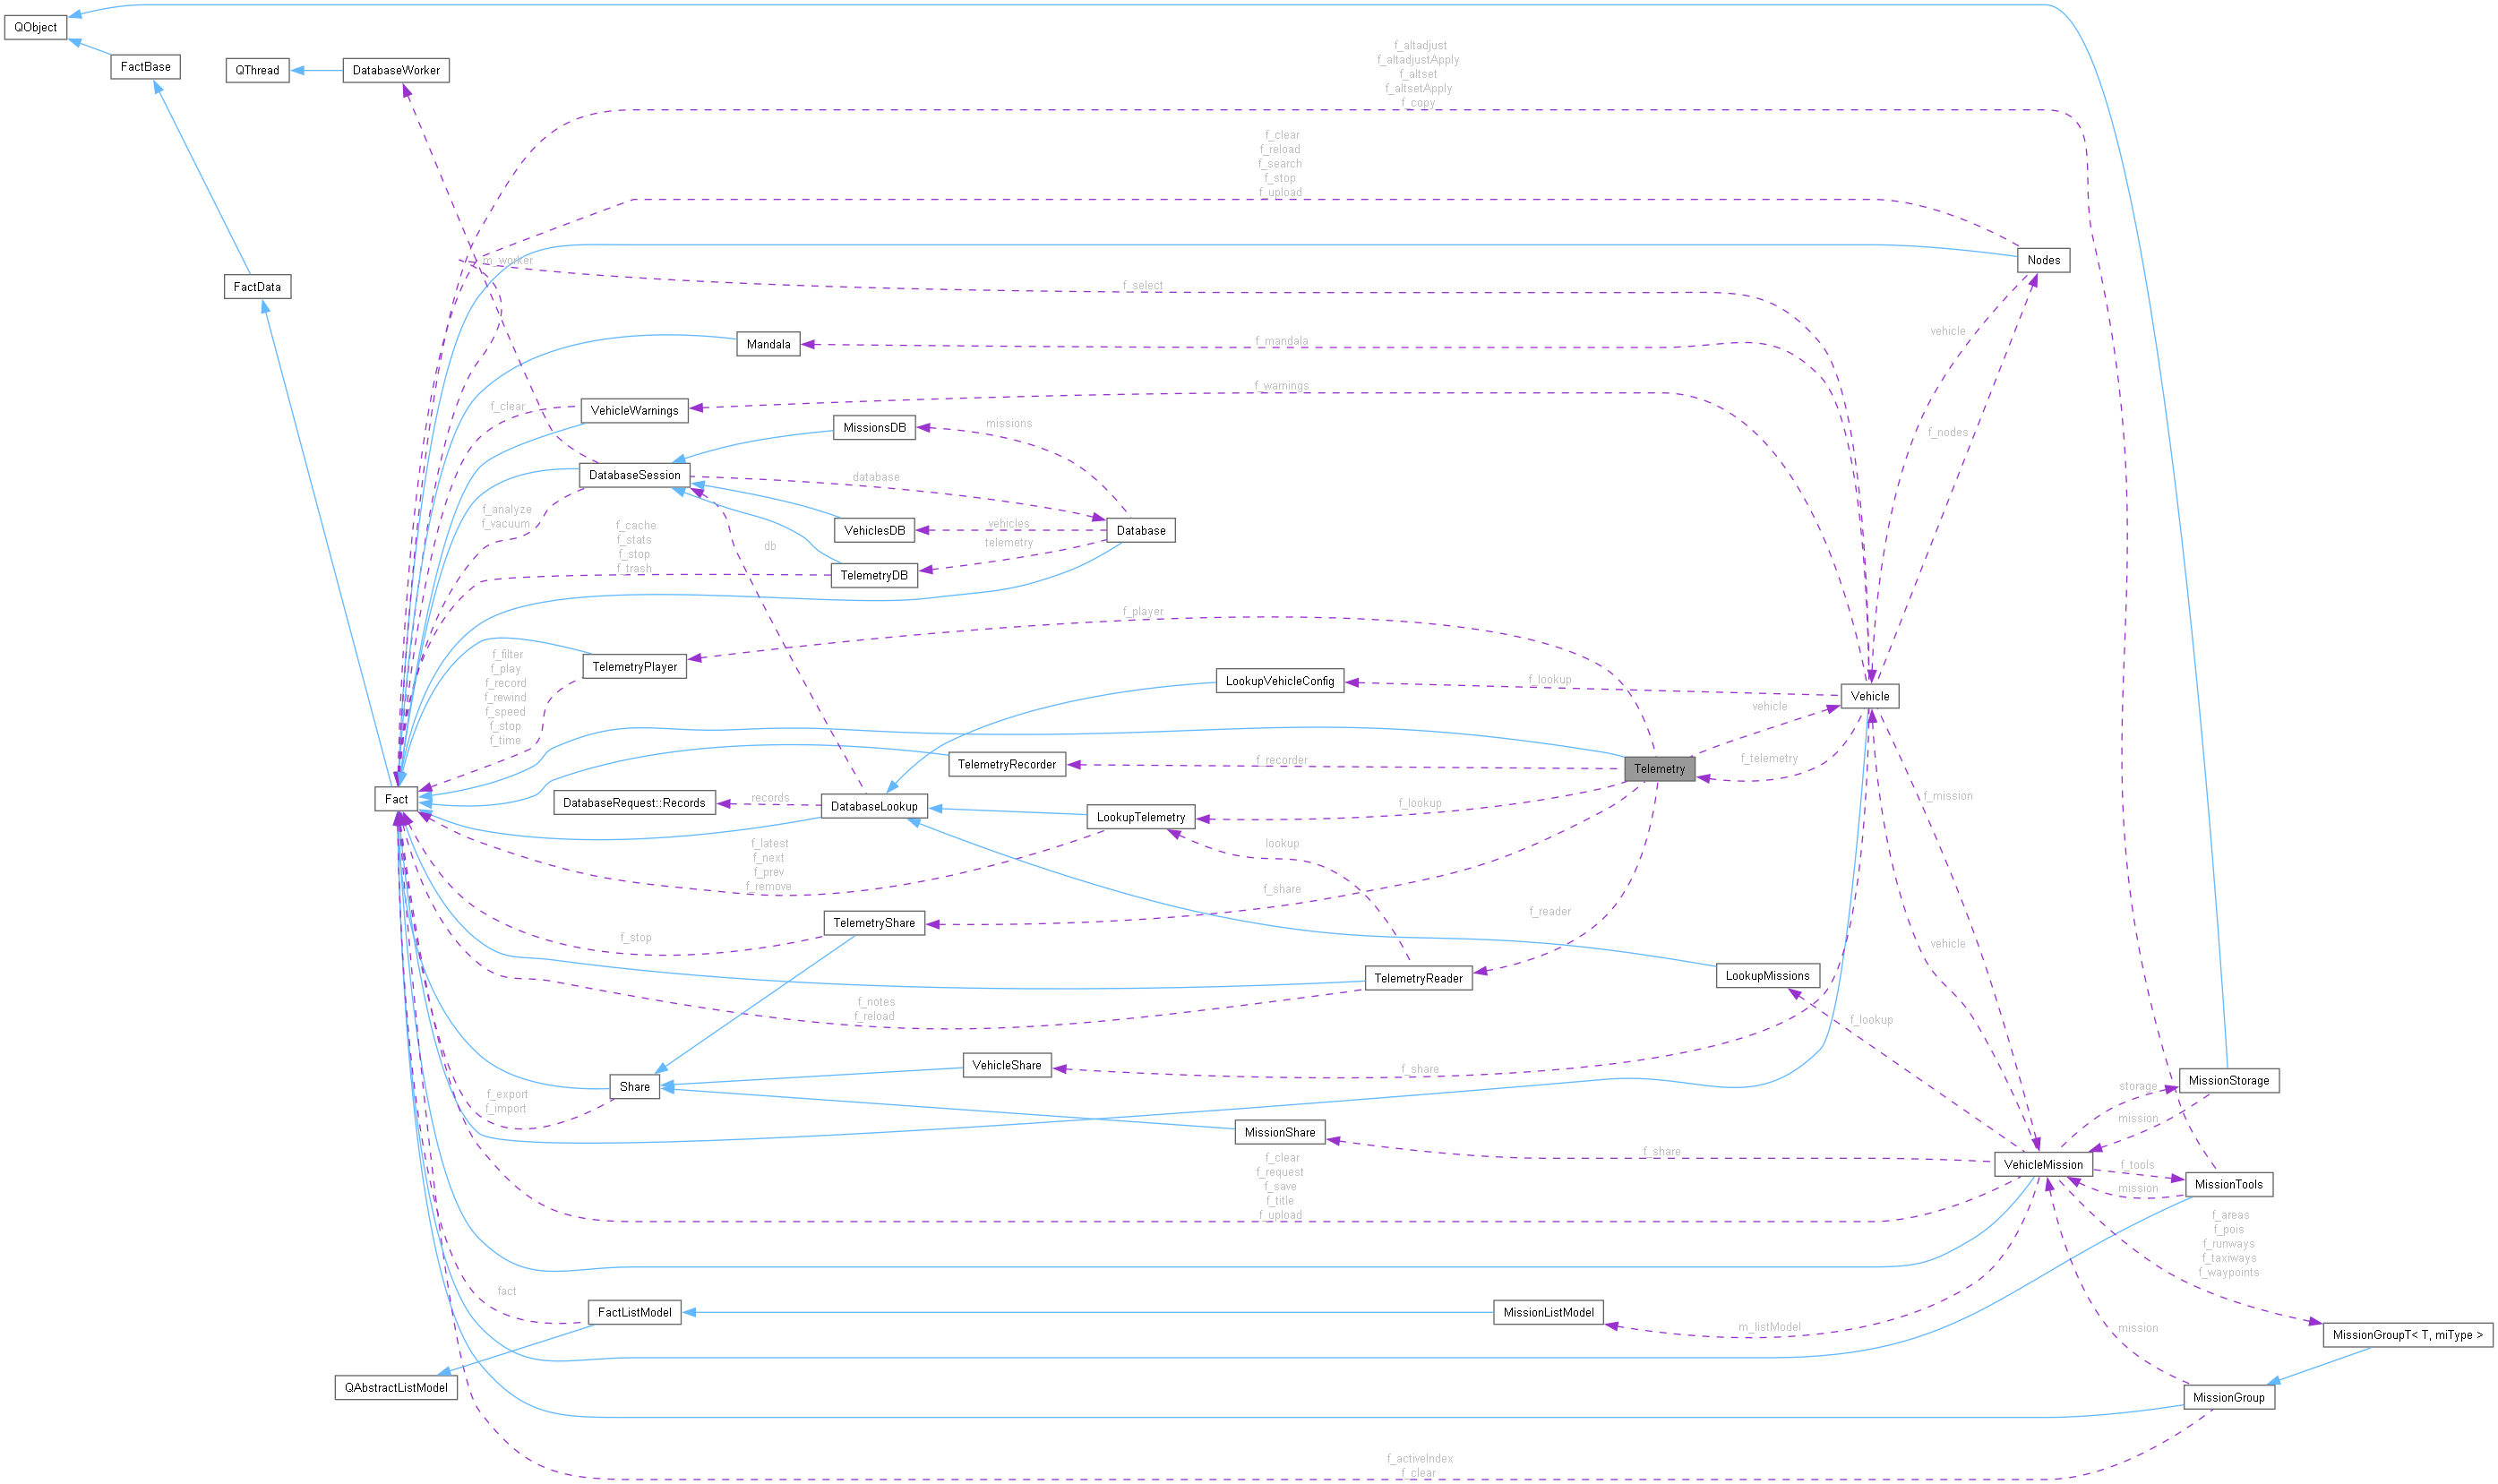 QObject
f_altadjust
f_altadjustApply
f_altset
f_altsetApply
f_copy
FactBase
QThread
DatabaseWorker
f_clear
f_reload
f_search
f_stop
f_upload
m_worker
Nodes
FactData
f_select
vehicle
Mandala
f_mandala
f_warnings
f_clear
VehicleWarnings
MissionsDB
missions
f_nodes
DatabaseSession
database
f_analyze
f_vacuum
f_cache
f_stats
f_stop
f_trash
db
VehiclesDB
vehicles
Database
telemetry
TelemetryDB
f_player
f_filter
f_play
f_record
f_rewind
f_speed
f_stop
f_time
TelemetryPlayer
LookupVehicleConfig
f_lookup
Vehicle
vehicle
TelemetryRecorder
f_recorder
Telemetry
f_telemetry
Fact
DatabaseRequest::Records
records
DatabaseLookup
LookupTelemetry
f_lookup
f_mission
f_latest
f_next
f_prev
f_remove
lookup
f_share
TelemetryShare
f_stop
f_reader
vehicle
TelemetryReader
LookupMissions
f_notes
f_reload
f_lookup
VehicleShare
f_share
Share
f_export
f_import
MissionStorage
storage
mission
MissionShare
f_share
VehicleMission
f_tools
mission
MissionTools
f_clear
f_request
f_save
f_title
f_upload
f_areas
f_pois
f_runways
f_taxiways
f_waypoints
fact
FactListModel
MissionListModel
m_listModel
mission
MissionGroupT< T, miType >
QAbstractListModel
MissionGroup
f_activeIndex
f_clear